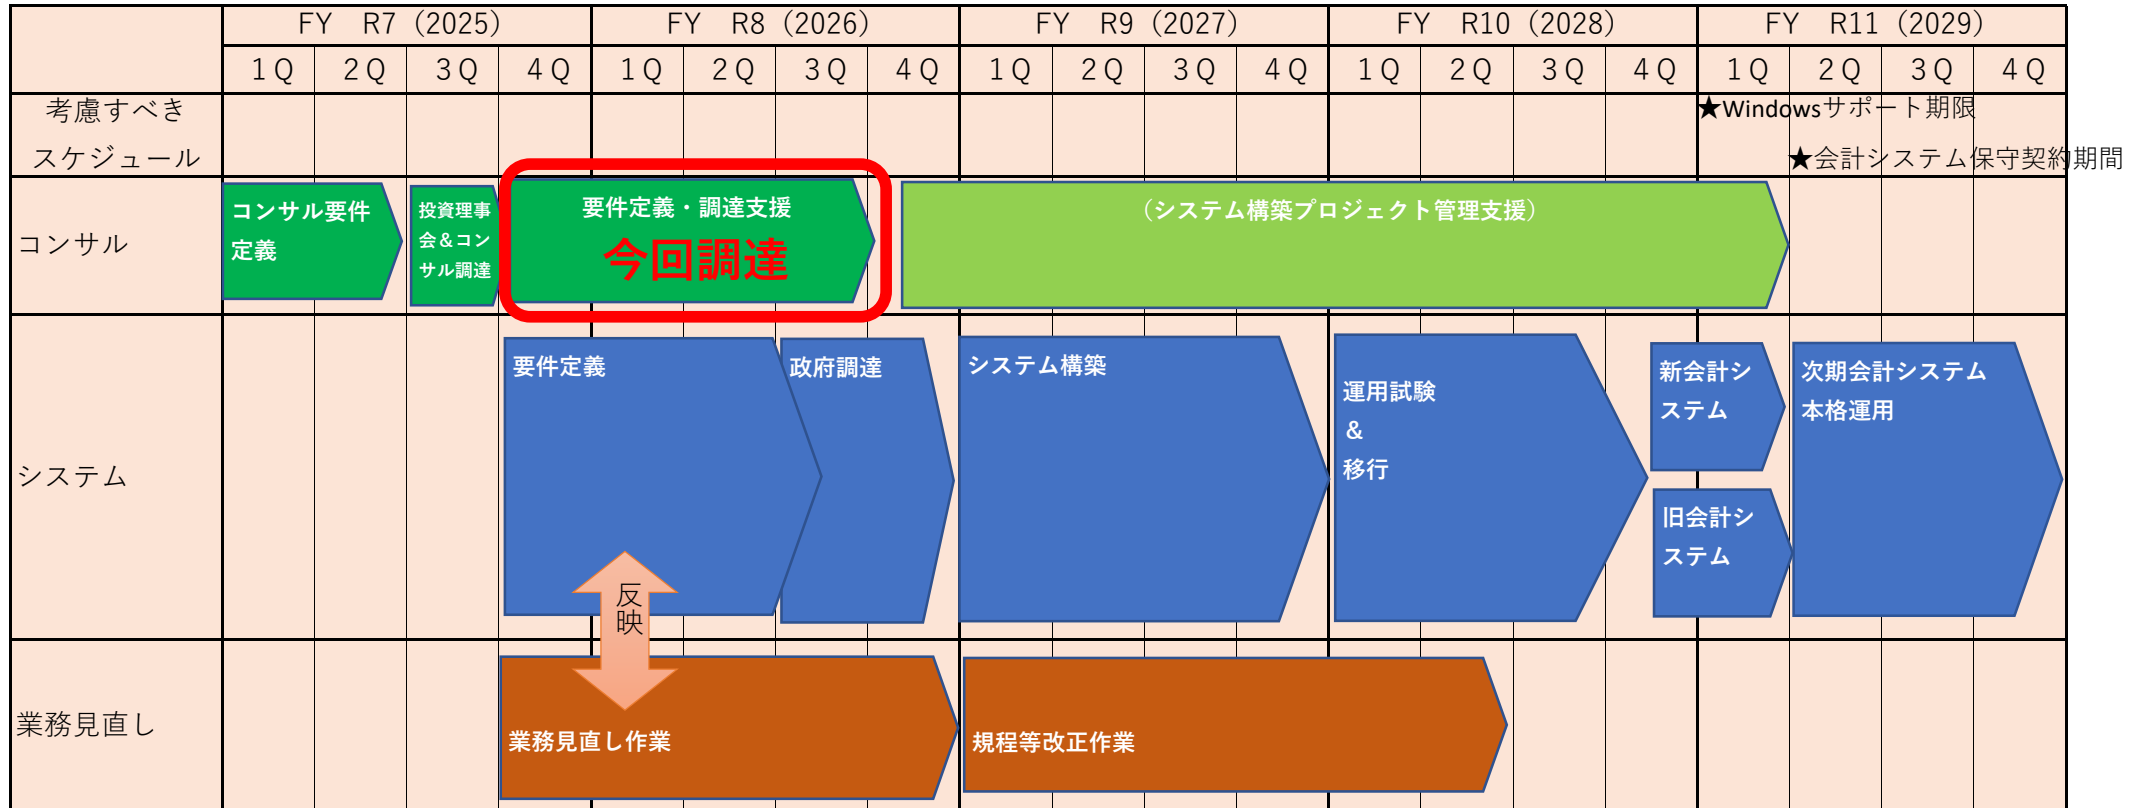 FY　R7（2025）
FY　R8（2026）
FY　R9（2027）
FY　R10（2028）
FY　R11（2029）
１Q
２Q
３Q
４Q
１Q
２Q
３Q
４Q
１Q
２Q
３Q
４Q
１Q
２Q
３Q
４Q
１Q
２Q
３Q
４Q
考慮すべき
スケジュール
★Windowsサポート期限
★会計システム保守契約期間
コンサル
コンサル要件
定義
投資理事
会＆コン
サル調達
要件定義・調達支援
今回調達
（システム構築プロジェクト管理支援）
システム
要件定義
政府調達
システム構築
運用試験
＆
移行
新会計シ
ステム
旧会計シ
ステム
次期会計システム
本格運用
反映
業務見直し
業務見直し作業
規程等改正作業